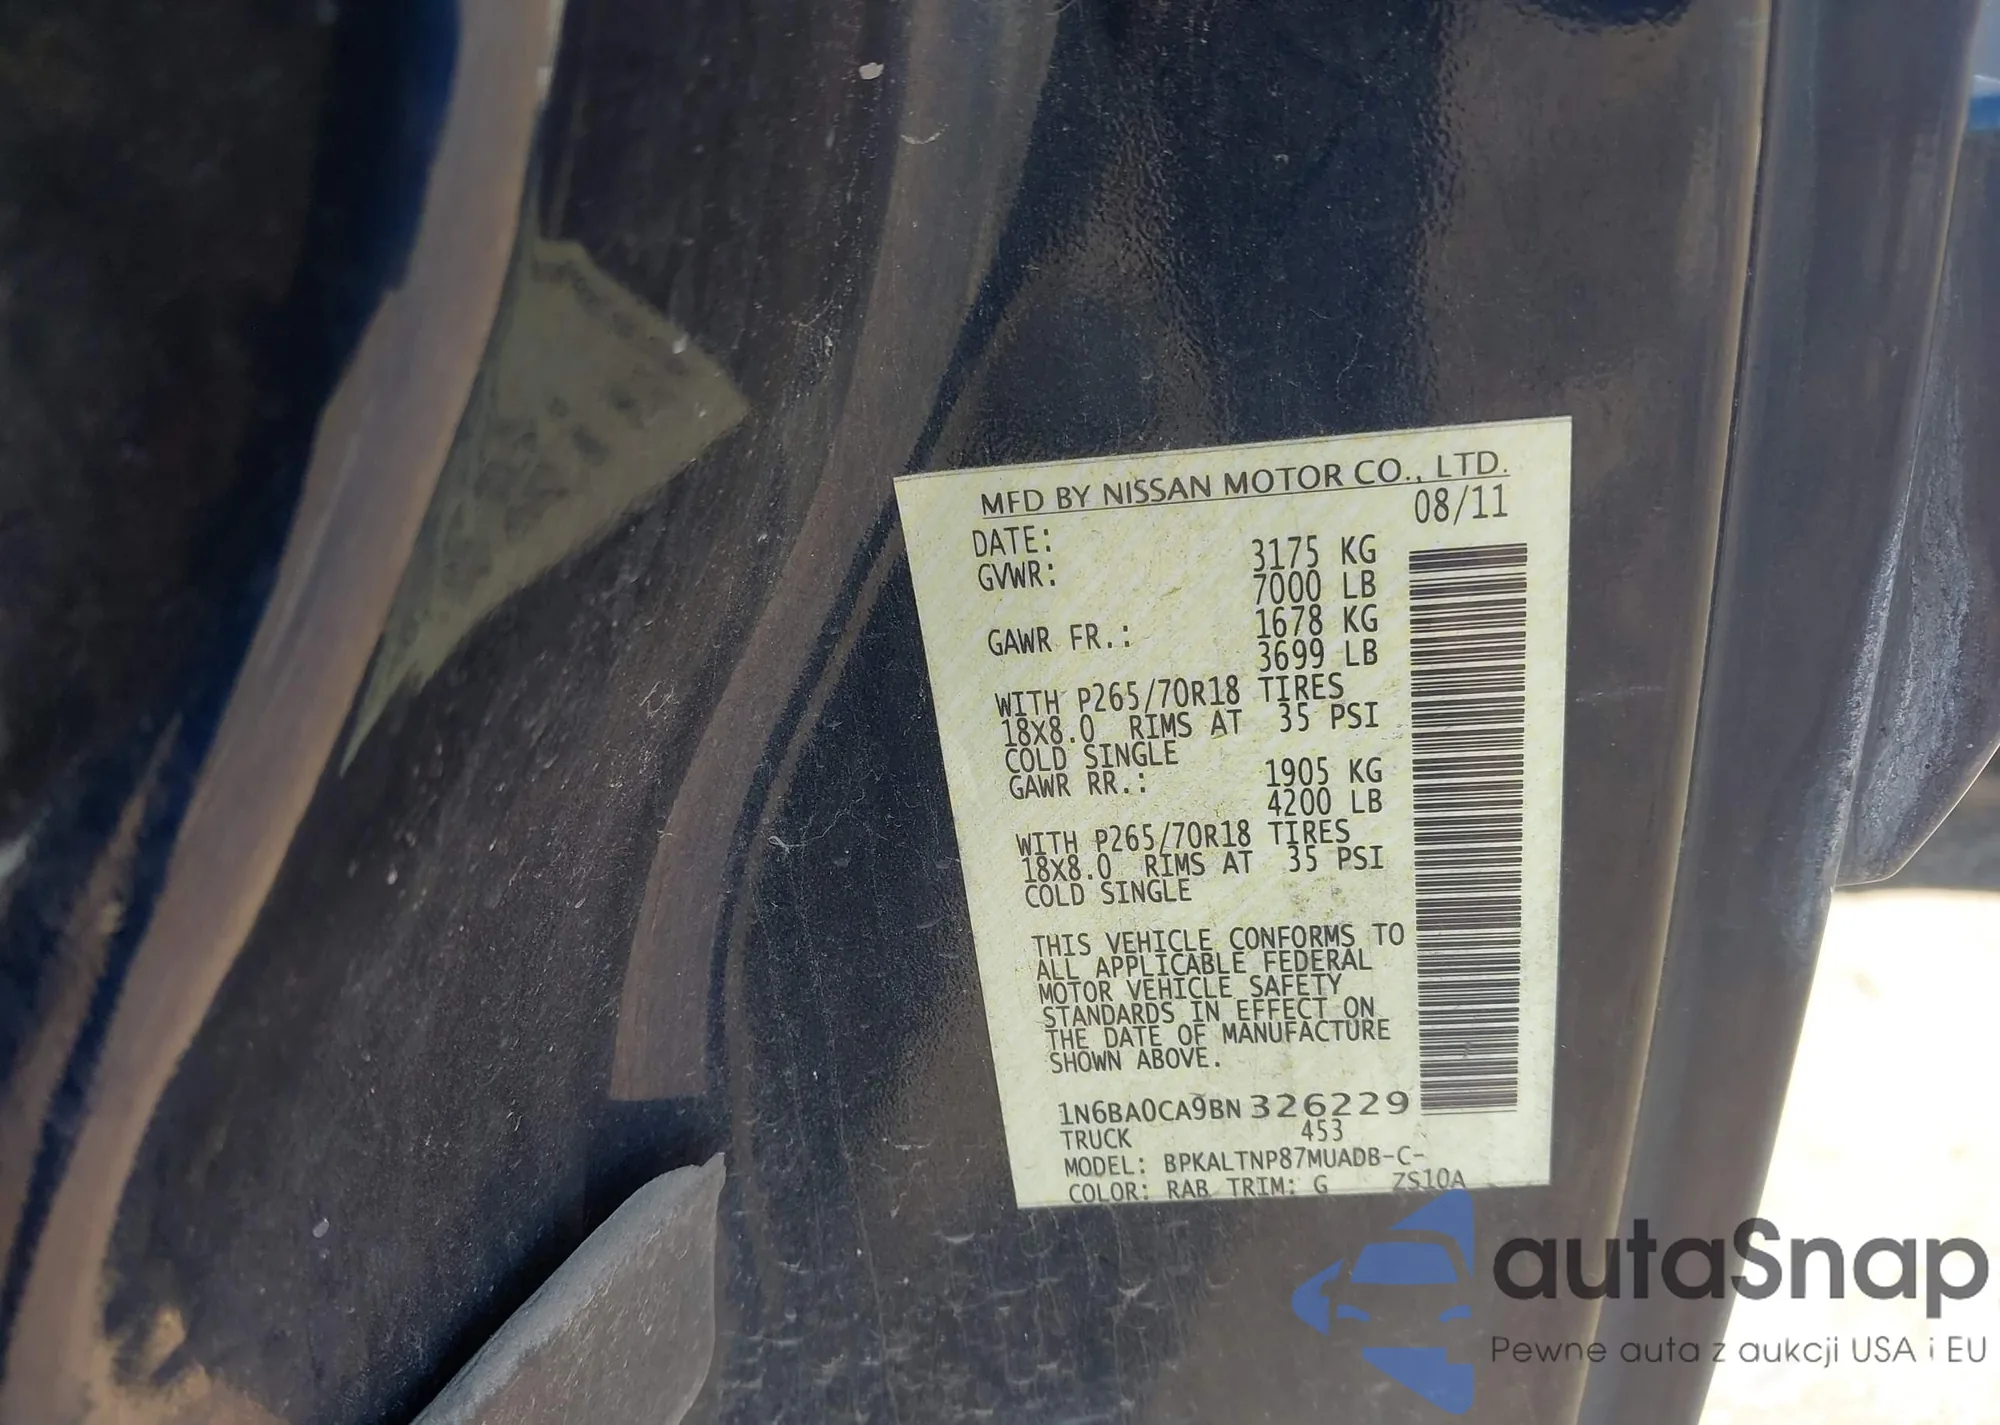 MFD BY NISSAN MOTOR CO., LTD.
DATE: 08/11
GVWR: 3175 KG
7000 LB
GAWR FR.: 1678 KG
3699 LB
WITH P265/70R18 TIRES
18X8.0 RIMS AT 35 PSI
COLD SINGLE
GAWR RR.: 1905 KG
4200 LB
WITH P265/70R18 TIRES
18X8.0 RIMS AT 35 PSI
COLD SINGLE
THIS VEHICLE CONFORMS TO
ALL APPLICABLE FEDERAL
MOTOR VEHICLE SAFETY
STANDARDS IN EFFECT ON
THE DATE OF MANUFACTURE
SHOWN ABOVE.
1N6BA0CA9BN326229
TRUCK 453
MODEL: BPKALTNP87MUADB-C-
COLOR: RAB TRIM: G ZS10A
autaSnap
Pewne auta z aukcji USA i EU